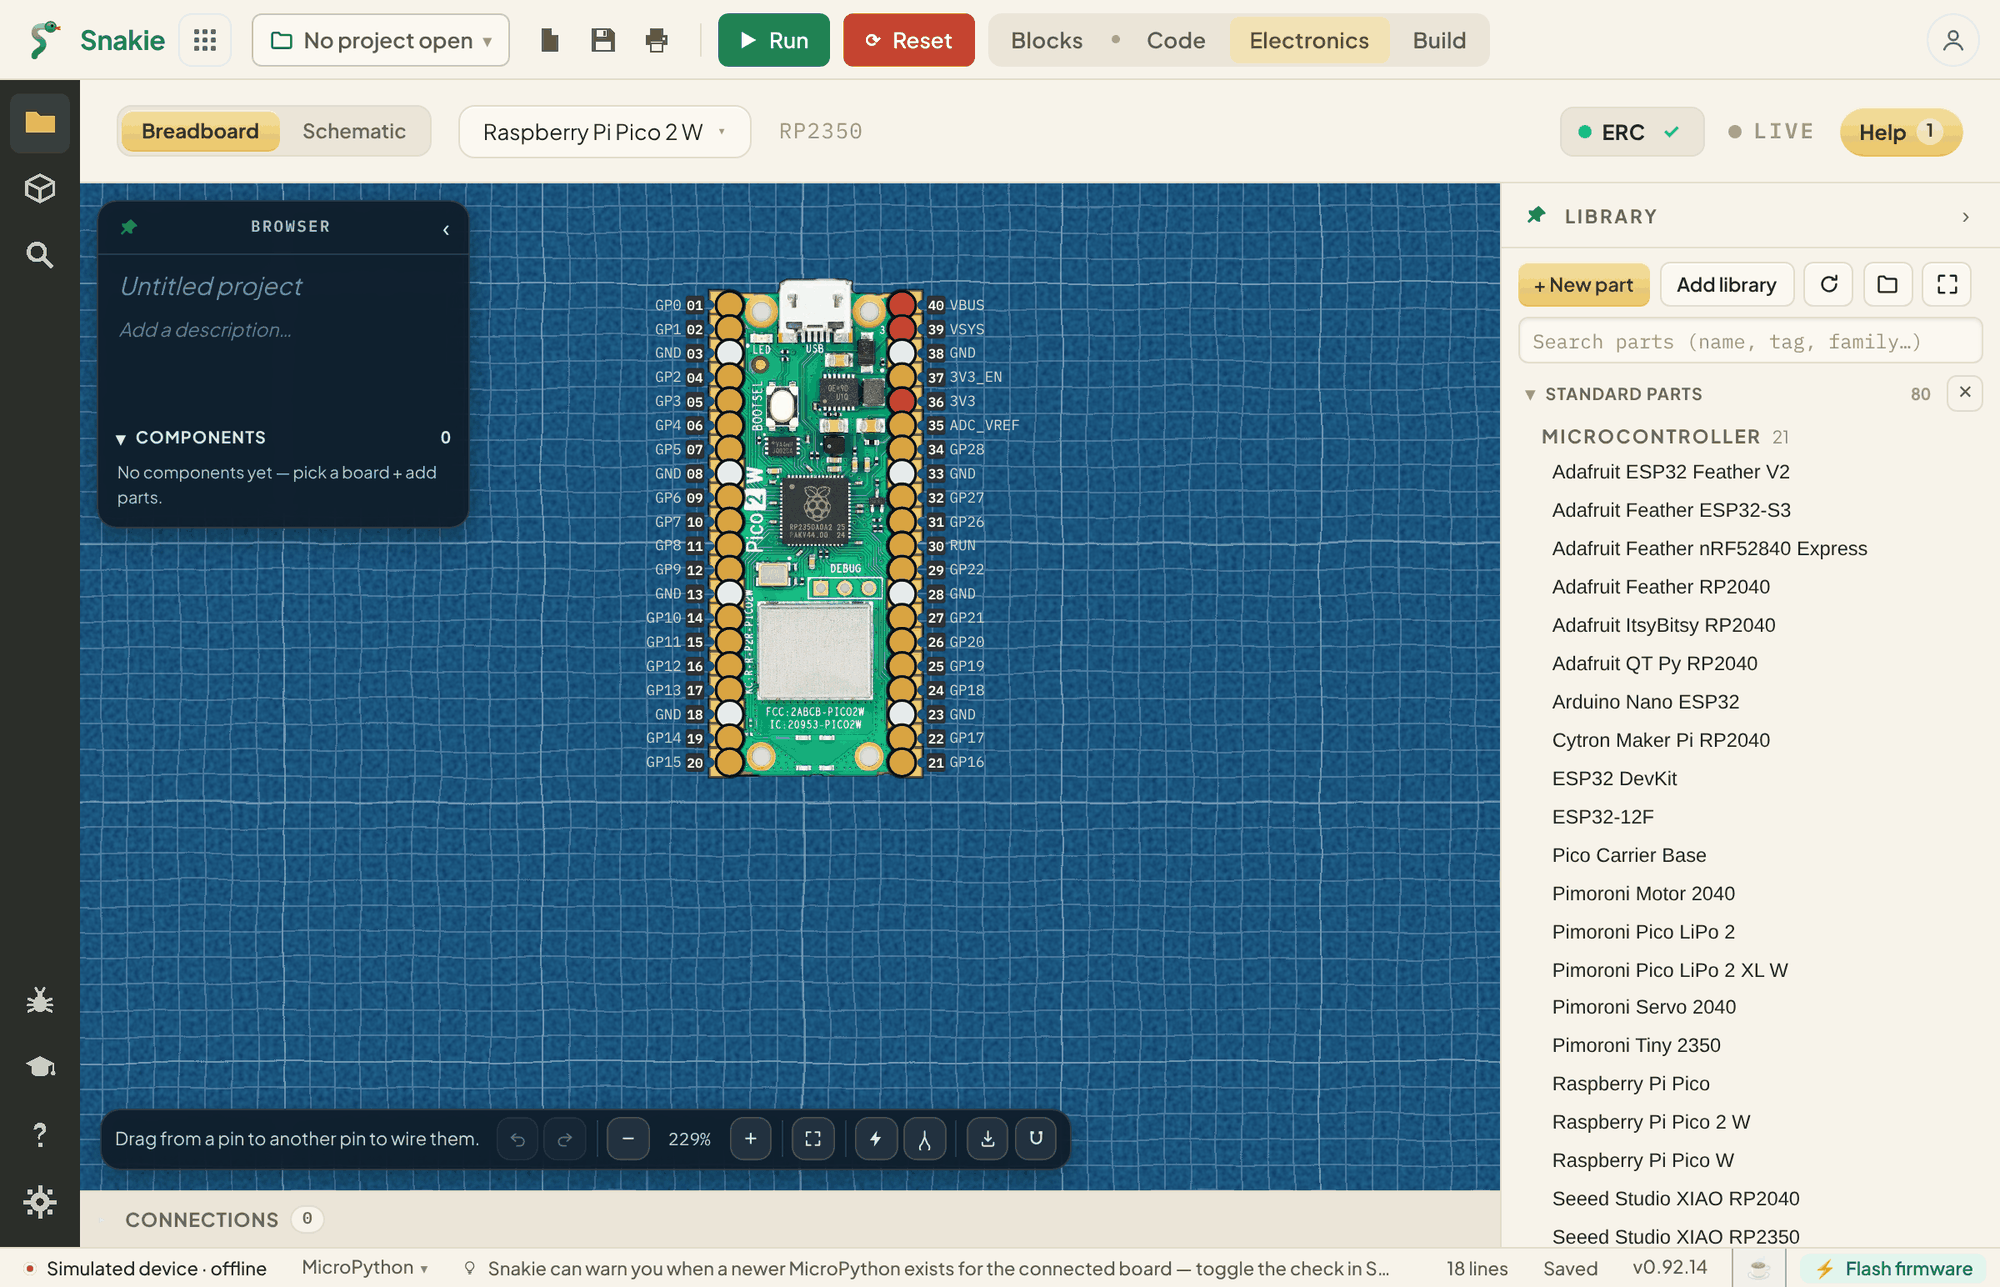 Snakie
No project open
Run
Reset
Blocks
Code
Electronics
Build
Breadboard
Schematic
Raspberry Pi Pico 2 W
RP2350
ERC
LIVE
Help 1
BROWSER
Untitled project
Add a description...
COMPONENTS 0
No components yet — pick a board + add
parts.
GP0 01
GP1 02
GND 03
GP2 04
GP3 05
GP4 06
GP5 07
GND 08
GP6 09
GP7 10
GP8 11
GP9 12
GND 13
GP10 14
GP11 15
GP12 16
GP13 17
GND 18
GP14 19
GP15 20
LED
USB
BOOTSEL
Pico 2 W
RP2350A0A2 25
DEBUG
FCC:2ABCB-PICO2W
IC:20953-PICO2W
40 VBUS
39 VSYS
38 GND
37 3V3_EN
36 3V3
35 ADC_VREF
34 GP28
33 GND
32 GP27
31 GP26
30 RUN
29 GP22
28 GND
27 GP21
26 GP20
25 GP19
24 GP18
23 GND
22 GP17
21 GP16
Drag from a pin to another pin to wire them.
229%
CONNECTIONS 0
LIBRARY
+ New part
Add library
Search parts (name, tag, family…)
STANDARD PARTS 80
MICROCONTROLLER 21
Adafruit ESP32 Feather V2
Adafruit Feather ESP32-S3
Adafruit Feather nRF52840 Express
Adafruit Feather RP2040
Adafruit ItsyBitsy RP2040
Adafruit QT Py RP2040
Arduino Nano ESP32
Cytron Maker Pi RP2040
ESP32 DevKit
ESP32-12F
Pico Carrier Base
Pimoroni Motor 2040
Pimoroni Pico LiPo 2
Pimoroni Pico LiPo 2 XL W
Pimoroni Servo 2040
Pimoroni Tiny 2350
Raspberry Pi Pico
Raspberry Pi Pico 2 W
Raspberry Pi Pico W
Seeed Studio XIAO RP2040
Seeed Studio XIAO RP2350
Simulated device · offline
MicroPython
Snakie can warn you when a newer MicroPython exists for the connected board — toggle the check in S...
18 lines
Saved
v0.92.14
Flash firmware